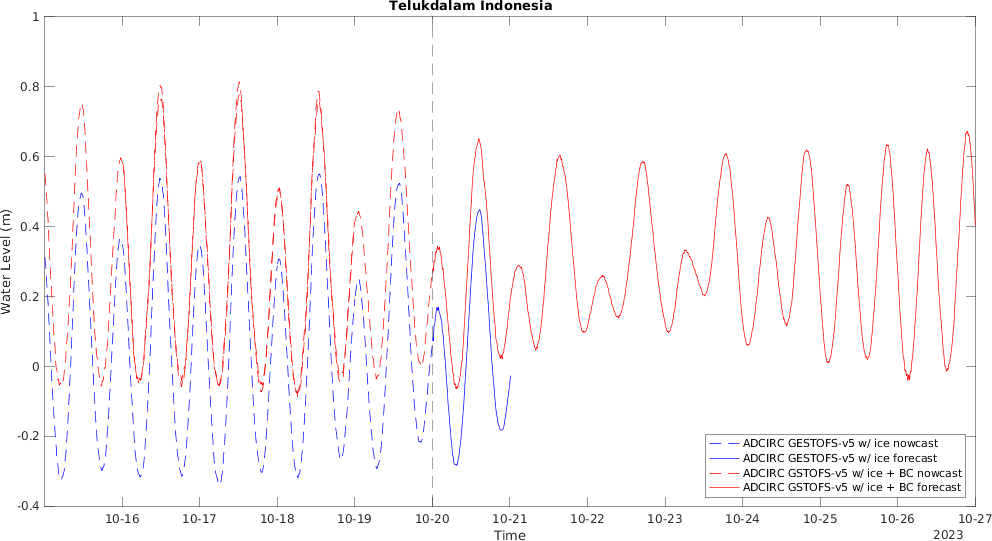 Telukdalam Indonesia
1
0.8
0.6
0.4
0.2
0
-0.2
-0.4
Water Level (m)
ADCIRC GESTOFS-v5 w/ ice nowcast
ADCIRC GESTOFS-v5 w/ ice forecast
ADCIRC GSTOFS-v5 w/ ice + BC nowcast
ADCIRC GSTOFS-v5 w/ ice + BC forecast
10-16 10-17 10-18 10-19 10-20 10-21 10-22 10-23 10-24 10-25 10-26 10-27
Time
2023